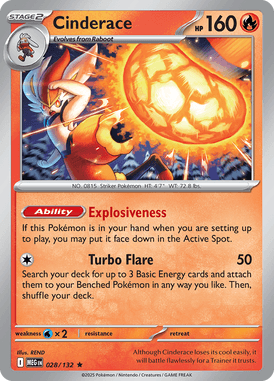 STAGE2 Cinderace HP 160
Evolves from Raboot
NO. 0815 Striker Pokémon HT: 4'7" WT: 72.8 lbs.
Ability Explosiveness
If this Pokémon is in your hand when you are setting up
to play, you may put it face down in the Active Spot.
Turbo Flare 50
Search your deck for up to 3 Basic Energy cards and attach
them to your Benched Pokémon in any way you like. Then,
shuffle your deck.
weakness ×2 resistance retreat
Illus. REND
I MEG EN 028/132 ★
Although Cinderace loses its cool easily, it
will battle flawlessly for a Trainer it trusts.
©2025 Pokémon / Nintendo / Creatures / GAME FREAK